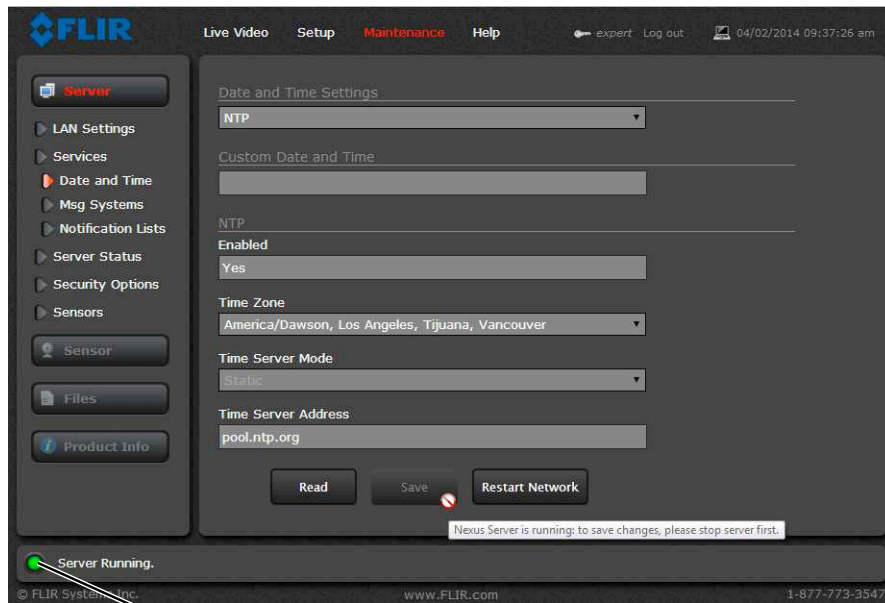 FLIR
Live Video Setup Maintenance Help expert Log out 04/02/2014 09:37:26 am
Server
LAN Settings
Services
Date and Time
Msg Systems
Notification Lists
Server Status
Security Options
Sensors
Sensor
Files
Product Info
Date and Time Settings
NTP
Custom Date and Time
NTP
Enabled
Yes
Time Zone
America/Dawson, Los Angeles, Tijuana, Vancouver
Time Server Mode
Static
Time Server Address
pool.ntp.org
Read Save Restart Network
Nexus Server is running: to save changes, please stop server first.
Server Running.
© FLIR Systems, Inc. www.FLIR.com 1-877-773-3547